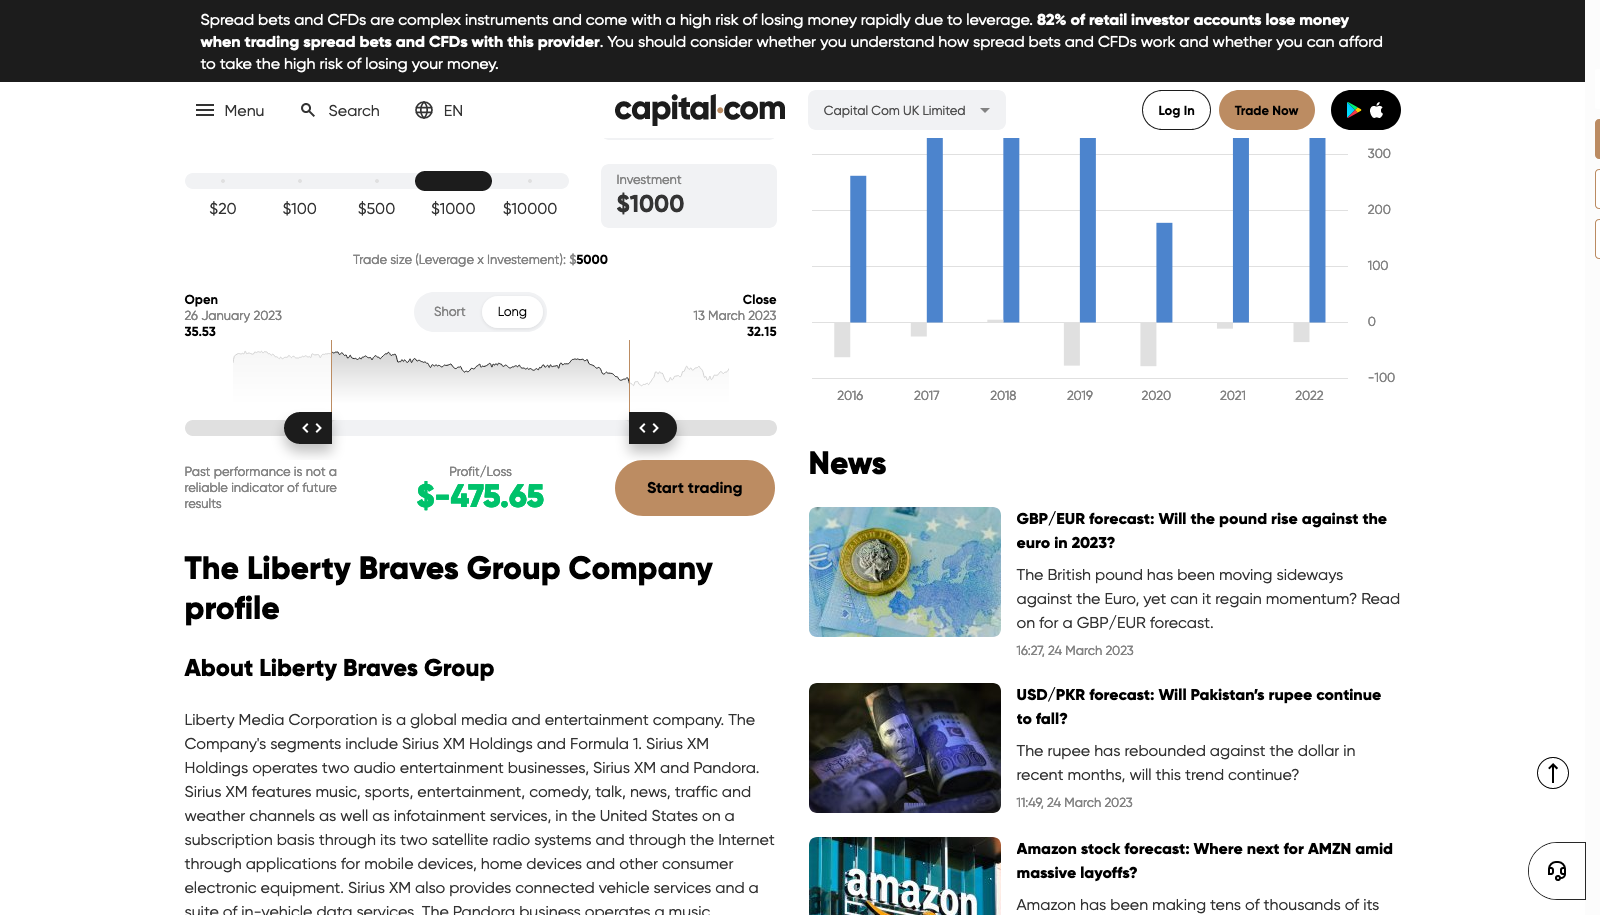 Spread bets and CFDs are complex instruments and come with a high risk of losing money rapidly due to leverage. 82% of retail investor accounts lose money
when trading spread bets and CFDs with this provider. You should consider whether you understand how spread bets and CFDs work and whether you can afford
to take the high risk of losing your money.
Menu
Search
EN
capital.com
Capital Com UK Limited
Log In
Trade Now
$20
$100
$500
$1000
$10000
Investment
$1000
Trade size (Leverage x Investement): $5000
Open
26 January 2023
35.53
Short
Long
Close
13 March 2023
32.15
Past performance is not a
reliable indicator of future
results
Profit/Loss
$-475.65
Start trading
The Liberty Braves Group Company
profile
About Liberty Braves Group
Liberty Media Corporation is a global media and entertainment company. The
Company's segments include Sirius XM Holdings and Formula 1. Sirius XM
Holdings operates two audio entertainment businesses, Sirius XM and Pandora.
Sirius XM features music, sports, entertainment, comedy, talk, news, traffic and
weather channels as well as infotainment services, in the United States on a
subscription basis through its two satellite radio systems and through the Internet
through applications for mobile devices, home devices and other consumer
electronic equipment. Sirius XM also provides connected vehicle services and a
suite of in-vehicle data services. The Pandora business operates a music,
300
200
100
0
-100
2016
2017
2018
2019
2020
2021
2022
News
GBP/EUR forecast: Will the pound rise against the
euro in 2023?
The British pound has been moving sideways
against the Euro, yet can it regain momentum? Read
on for a GBP/EUR forecast.
16:27, 24 March 2023
USD/PKR forecast: Will Pakistan's rupee continue
to fall?
The rupee has rebounded against the dollar in
recent months, will this trend continue?
11:49, 24 March 2023
amazon
Amazon stock forecast: Where next for AMZN amid
massive layoffs?
Amazon has been making tens of thousands of its